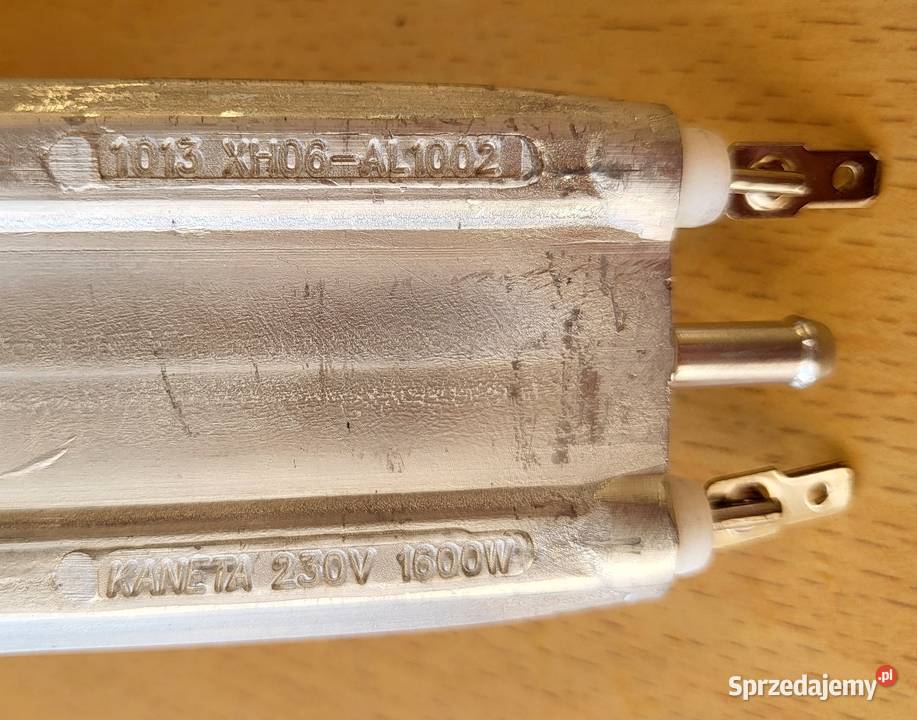 1013 XH06-AL1002
KANETA 230V 1600W
Sprzedajemy.pl